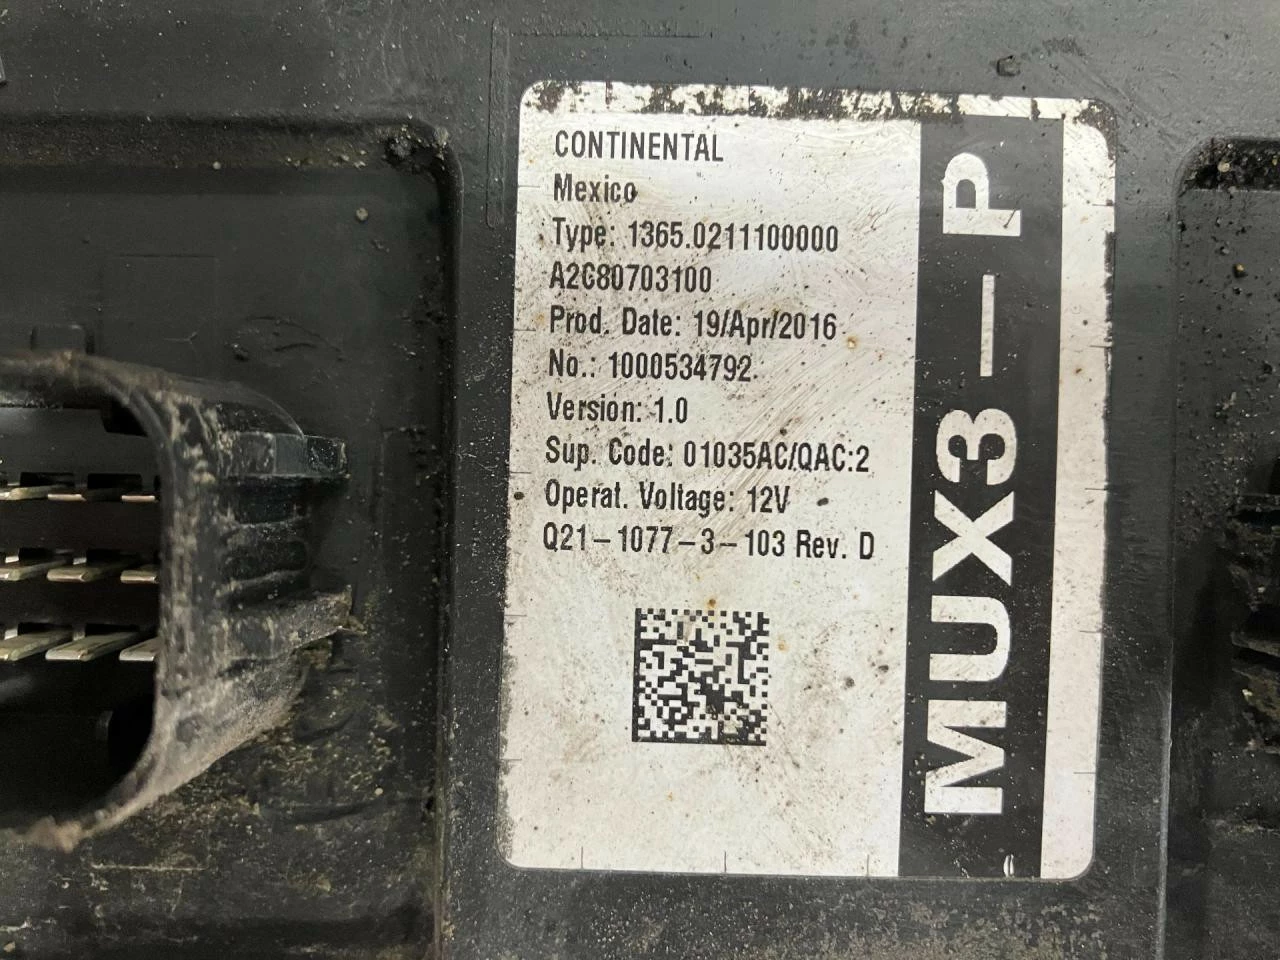 CONTINENTAL
Mexico
Type: 1365.0211100000
A2C80703100
Prod. Date: 19/Apr/2016
No.: 1000534792
Version: 1.0
Sup. Code: 01035AC/QAC:2
Operat. Voltage: 12V
Q21-1077-3-103 Rev. D
MUX3-P